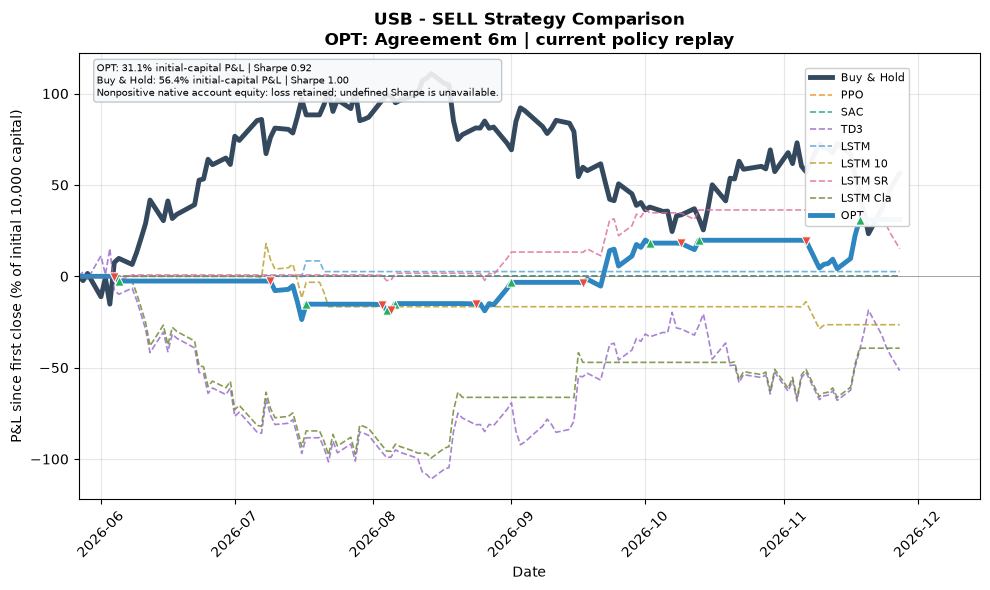 USB - SELL Strategy Comparison
OPT: Agreement 6m | current policy replay
OPT: 31.1% initial-capital P&L | Sharpe 0.92
Buy & Hold: 56.4% initial-capital P&L | Sharpe 1.00
Nonpositive native account equity: loss retained; undefined Sharpe is unavailable.
Buy & Hold
PPO
SAC
TD3
LSTM
LSTM 10
LSTM SR
LSTM Cla
OPT
P&L since first close (% of initial 10,000 capital)
100
50
0
−50
−100
2026-06
2026-07
2026-08
2026-09
2026-10
2026-11
2026-12
Date